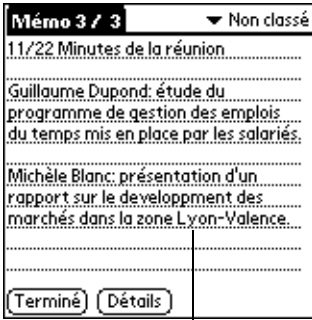 Mémo 3 / 3 Non classé
11/22 Minutes de la réunion
Guillaume Dupond: étude du
programme de gestion des emplois
du temps mis en place par les salariés.
Michèle Blanc: présentation d'un
rapport sur le developpment des
marchés dans la zone Lyon-Valence.
Terminé Détails